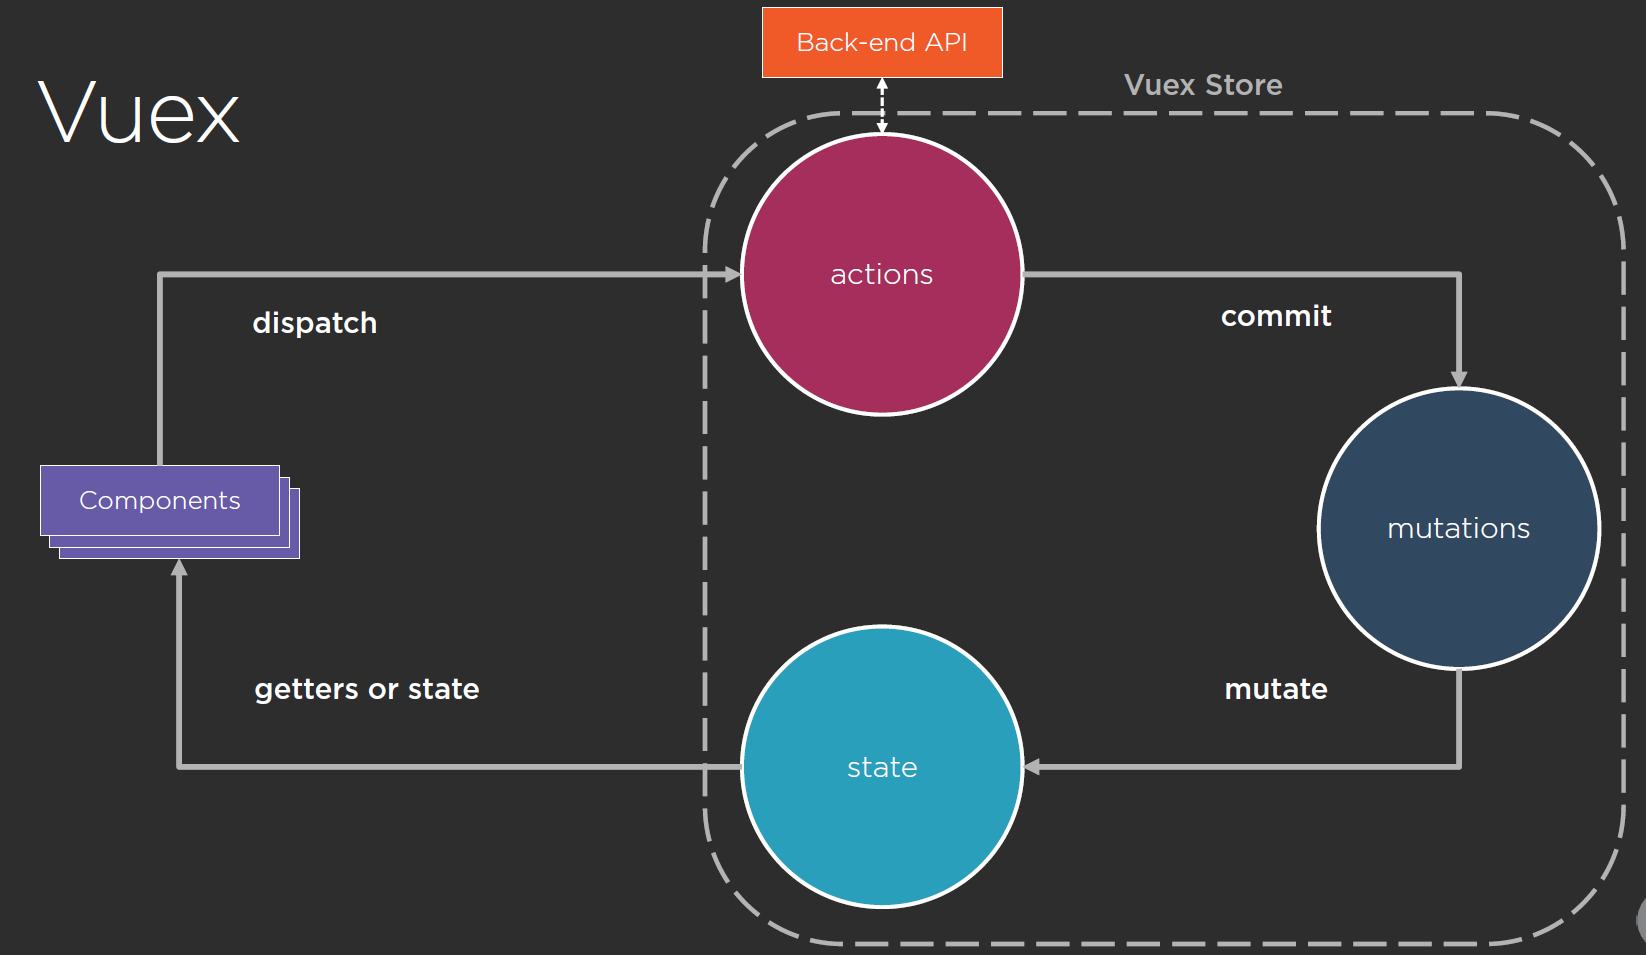 Vuex
Back-end API
Vuex Store
actions
dispatch
commit
Components
mutations
getters or state
mutate
state